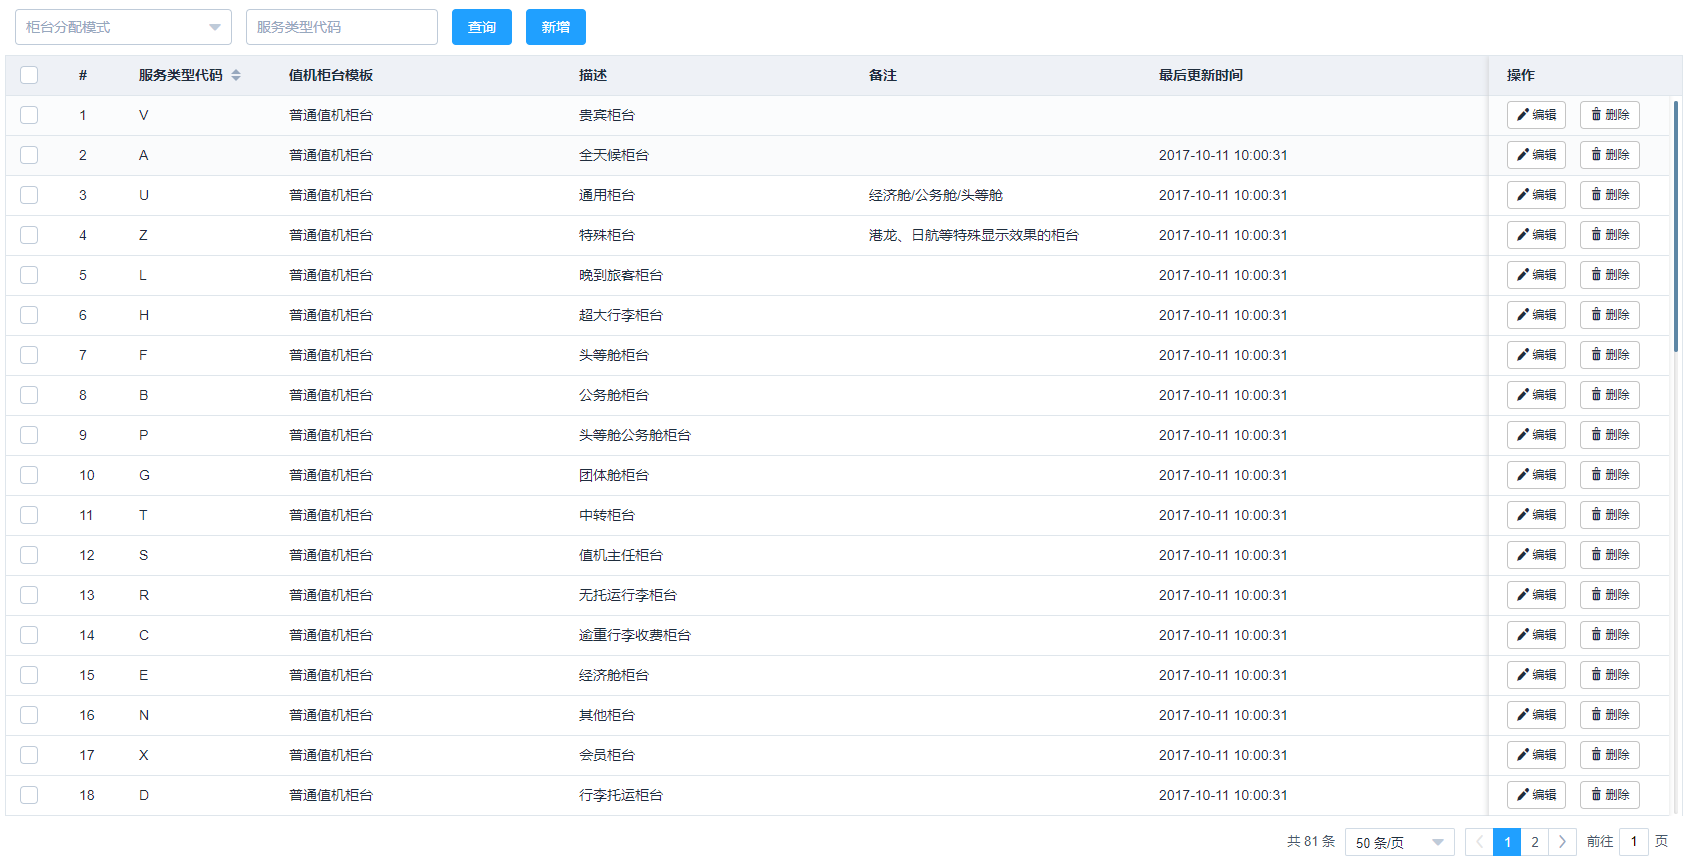 柜台分配模式 服务类型代码 查询 新增
# 服务类型代码 值机柜台模板 描述 备注 最后更新时间 操作
1 V 普通值机柜台 贵宾柜台 编辑 删除
2 A 普通值机柜台 全天候柜台 2017-10-11 10:00:31 编辑 删除
3 U 普通值机柜台 通用柜台 经济舱/公务舱/头等舱 2017-10-11 10:00:31 编辑 删除
4 Z 普通值机柜台 特殊柜台 港龙、日航等特殊显示效果的柜台 2017-10-11 10:00:31 编辑 删除
5 L 普通值机柜台 晚到旅客柜台 2017-10-11 10:00:31 编辑 删除
6 H 普通值机柜台 超大行李柜台 2017-10-11 10:00:31 编辑 删除
7 F 普通值机柜台 头等舱柜台 2017-10-11 10:00:31 编辑 删除
8 B 普通值机柜台 公务舱柜台 2017-10-11 10:00:31 编辑 删除
9 P 普通值机柜台 头等舱公务舱柜台 2017-10-11 10:00:31 编辑 删除
10 G 普通值机柜台 团体舱柜台 2017-10-11 10:00:31 编辑 删除
11 T 普通值机柜台 中转柜台 2017-10-11 10:00:31 编辑 删除
12 S 普通值机柜台 值机主任柜台 2017-10-11 10:00:31 编辑 删除
13 R 普通值机柜台 无托运行李柜台 2017-10-11 10:00:31 编辑 删除
14 C 普通值机柜台 逾重行李收费柜台 2017-10-11 10:00:31 编辑 删除
15 E 普通值机柜台 经济舱柜台 2017-10-11 10:00:31 编辑 删除
16 N 普通值机柜台 其他柜台 2017-10-11 10:00:31 编辑 删除
17 X 普通值机柜台 会员柜台 2017-10-11 10:00:31 编辑 删除
18 D 普通值机柜台 行李托运柜台 2017-10-11 10:00:31 编辑 删除
共 81 条 50 条/页 1 2 前往 1 页